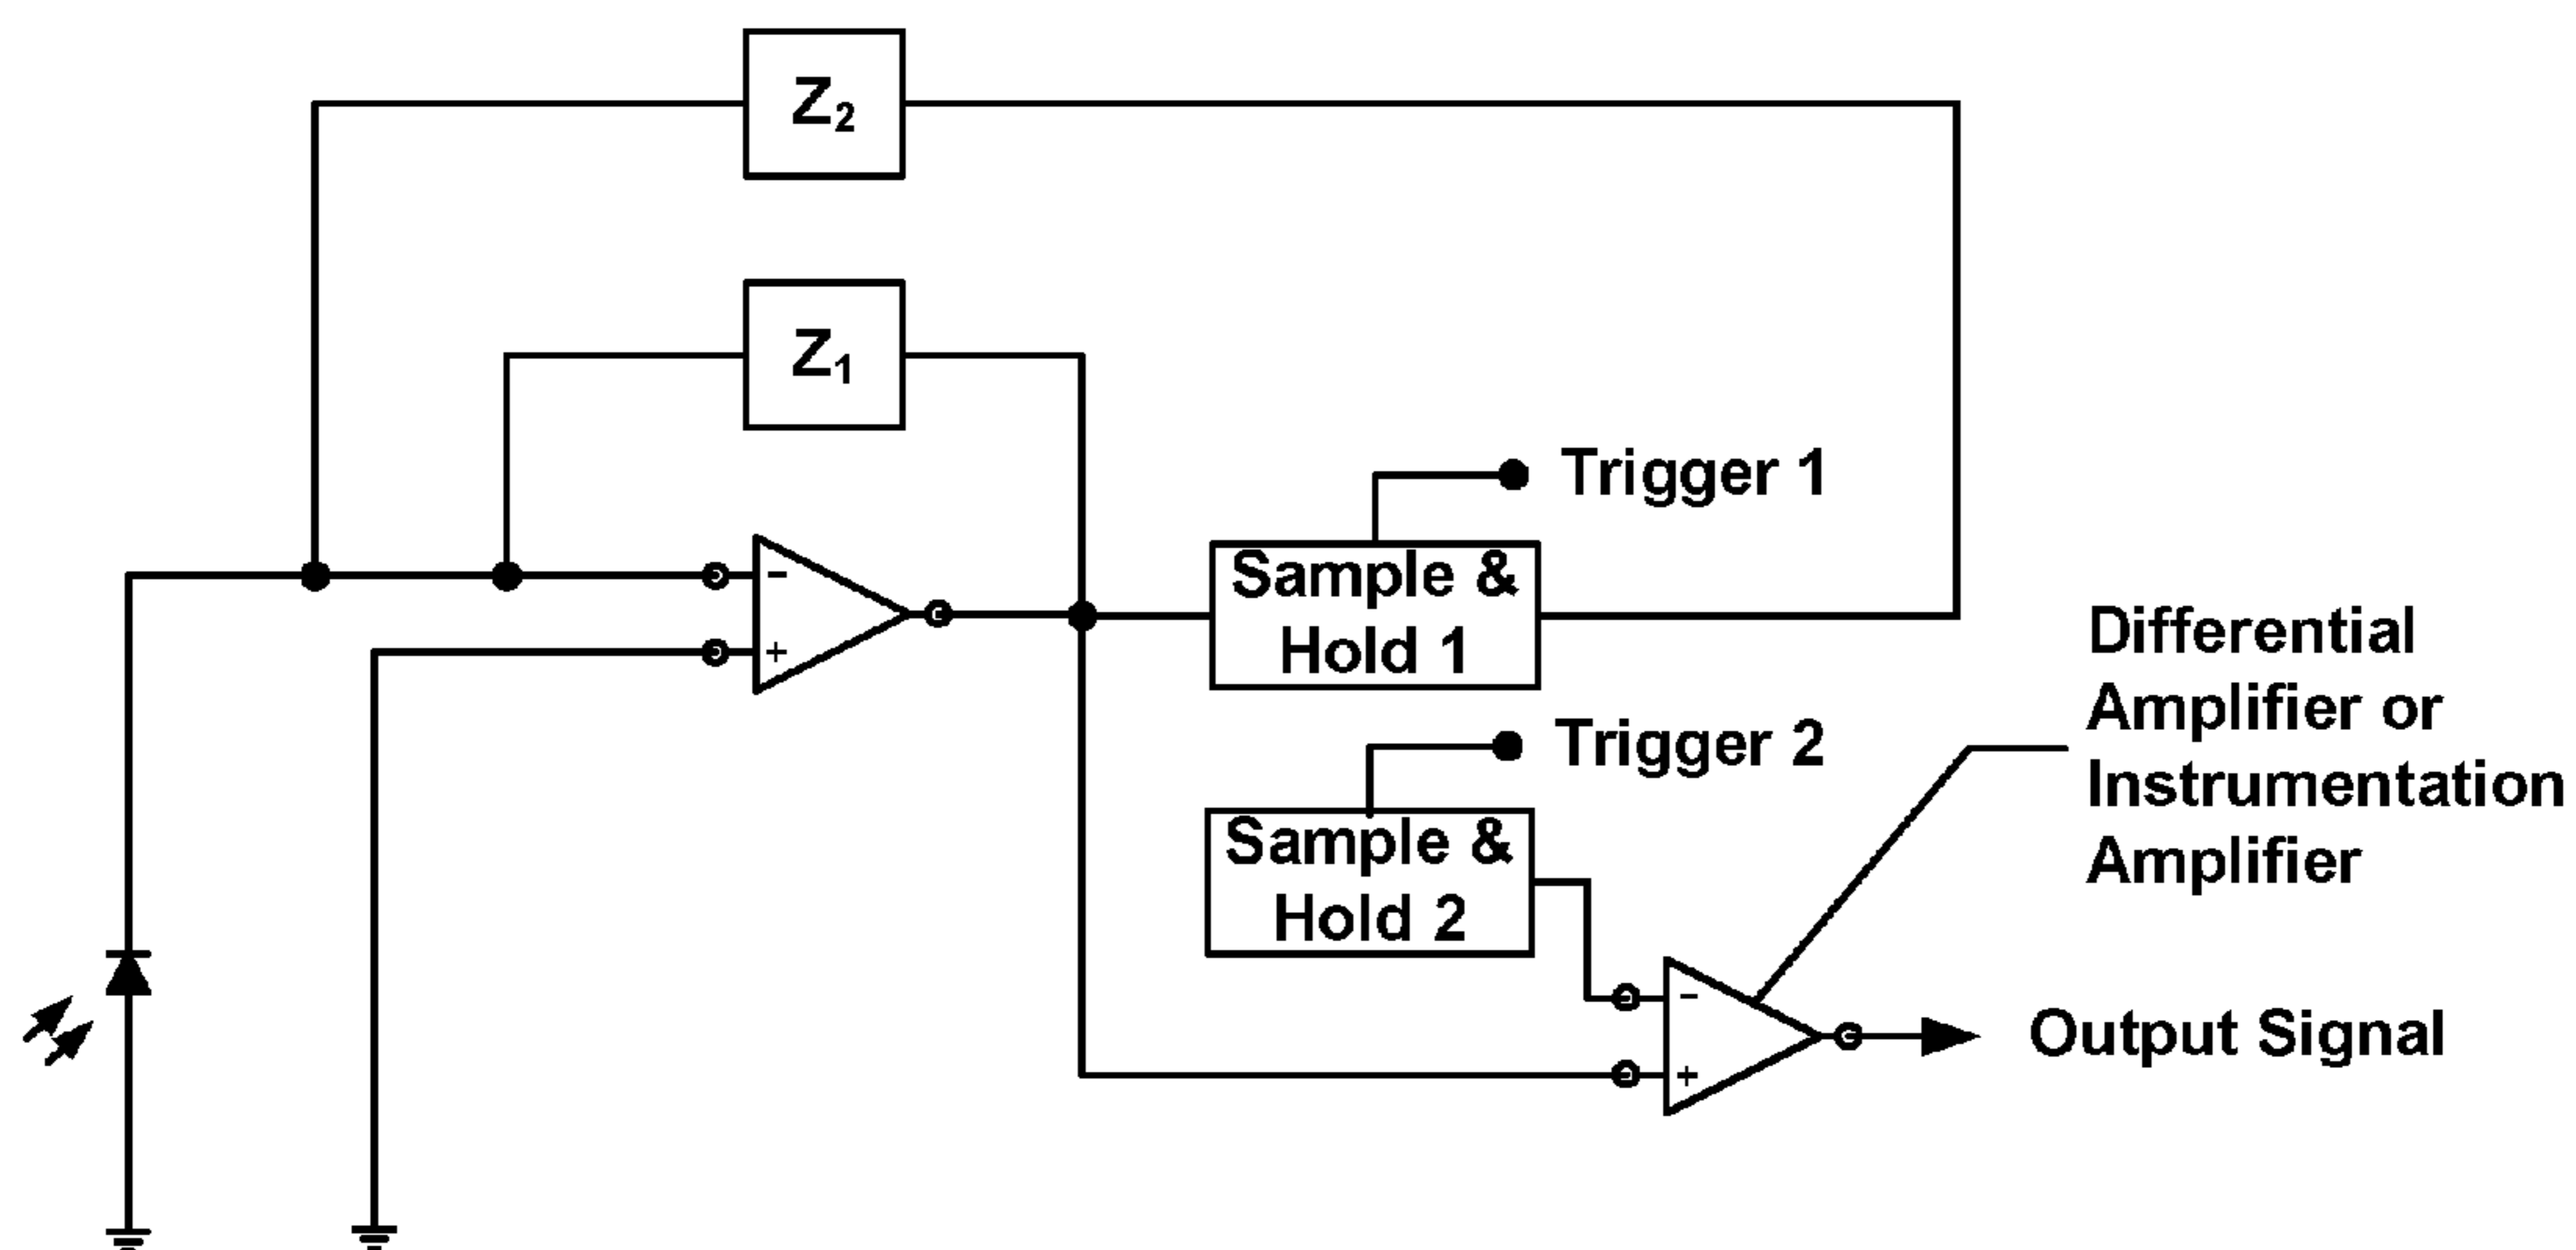 Z₂
Z₁
Trigger 1
Sample &
Hold 1
Trigger 2
Sample &
Hold 2
Differential
Amplifier or
Instrumentation
Amplifier
Output Signal
-
+
-
+